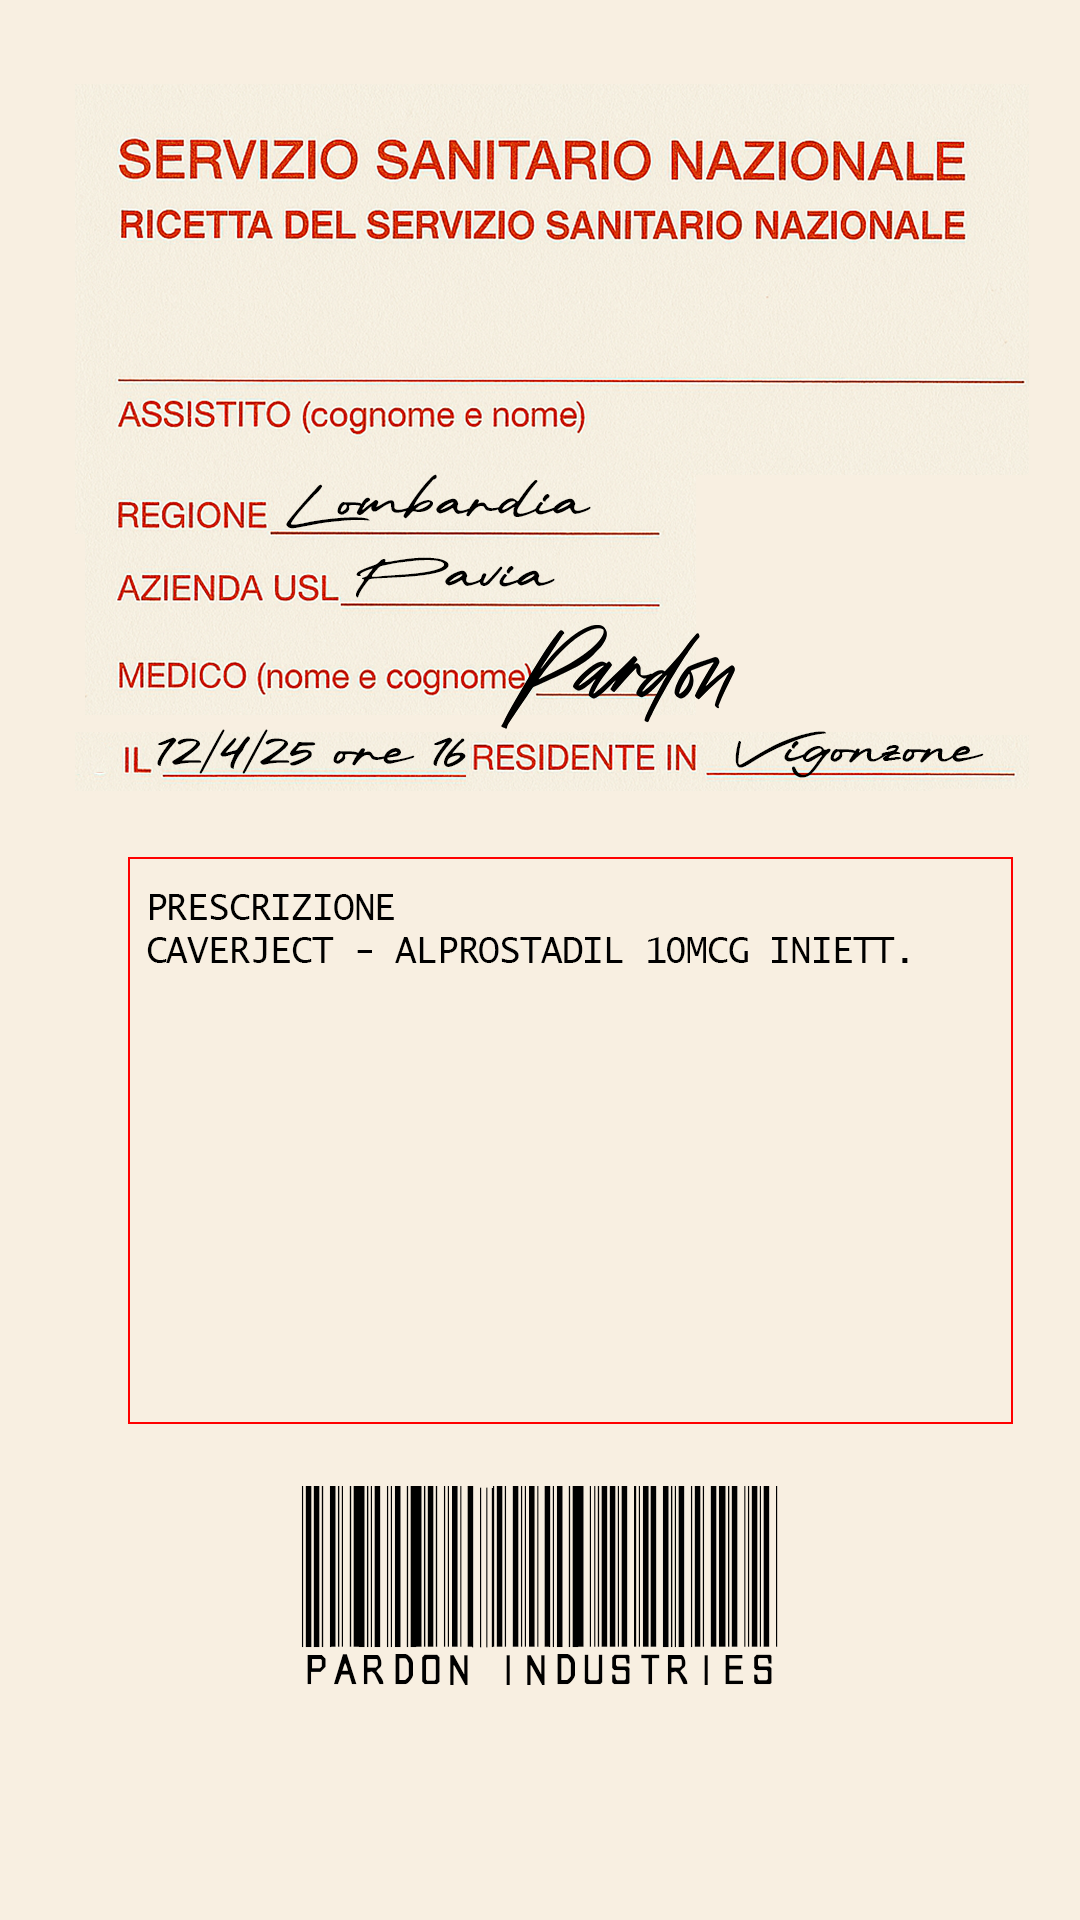 SERVIZIO SANITARIO NAZIONALE
RICETTA DEL SERVIZIO SANITARIO NAZIONALE
ASSISTITO (cognome e nome)
REGIONE Lombardia
AZIENDA USL Pavia
MEDICO (nome e cognome) Pardon
IL 12/4/25 ore 16 RESIDENTE IN Vigonzone
PRESCRIZIONE
CAVERJECT - ALPROSTADIL 10MCG INIETT.
PARDON INDUSTRIES